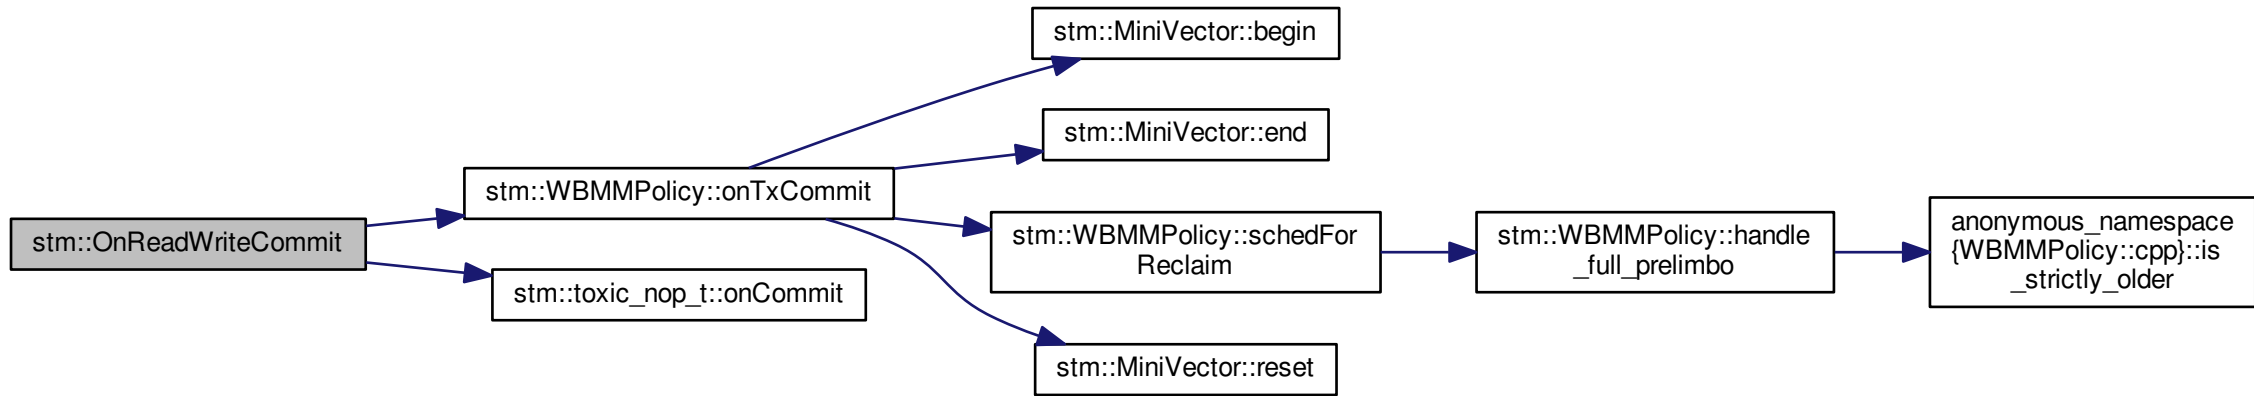 stm::MiniVector::begin
stm::MiniVector::end
stm::WBMMPolicy::onTxCommit
stm::OnReadWriteCommit
stm::WBMMPolicy::schedFor
Reclaim
stm::WBMMPolicy::handle
_full_prelimbo
anonymous_namespace
{WBMMPolicy::cpp}::is
_strictly_older
stm::toxic_nop_t::onCommit
stm::MiniVector::reset